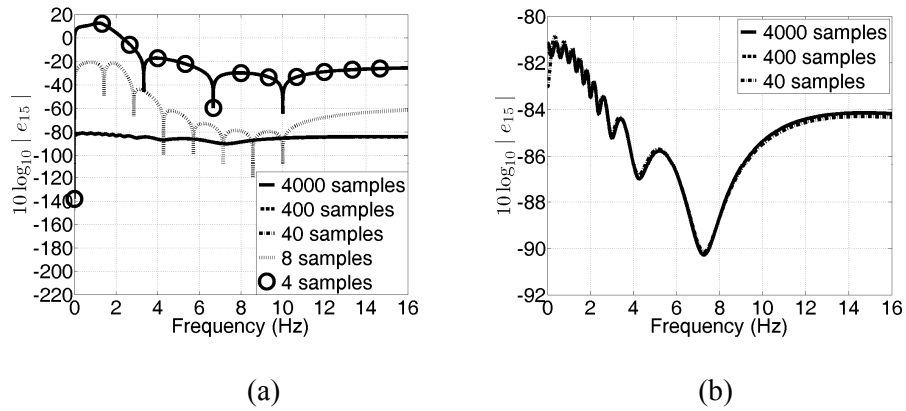 20
0
-20
-40
-60
-80
-100
-120
-140
-160
-180
-200
-220
0 2 4 6 8 10 12 14 16
10 log10 | e15 |
Frequency (Hz)
4000 samples
400 samples
40 samples
8 samples
4 samples
(a)
-80
-82
-84
-86
-88
-90
-92
0 2 4 6 8 10 12 14 16
10 log10 | e15 |
Frequency (Hz)
4000 samples
400 samples
40 samples
(b)